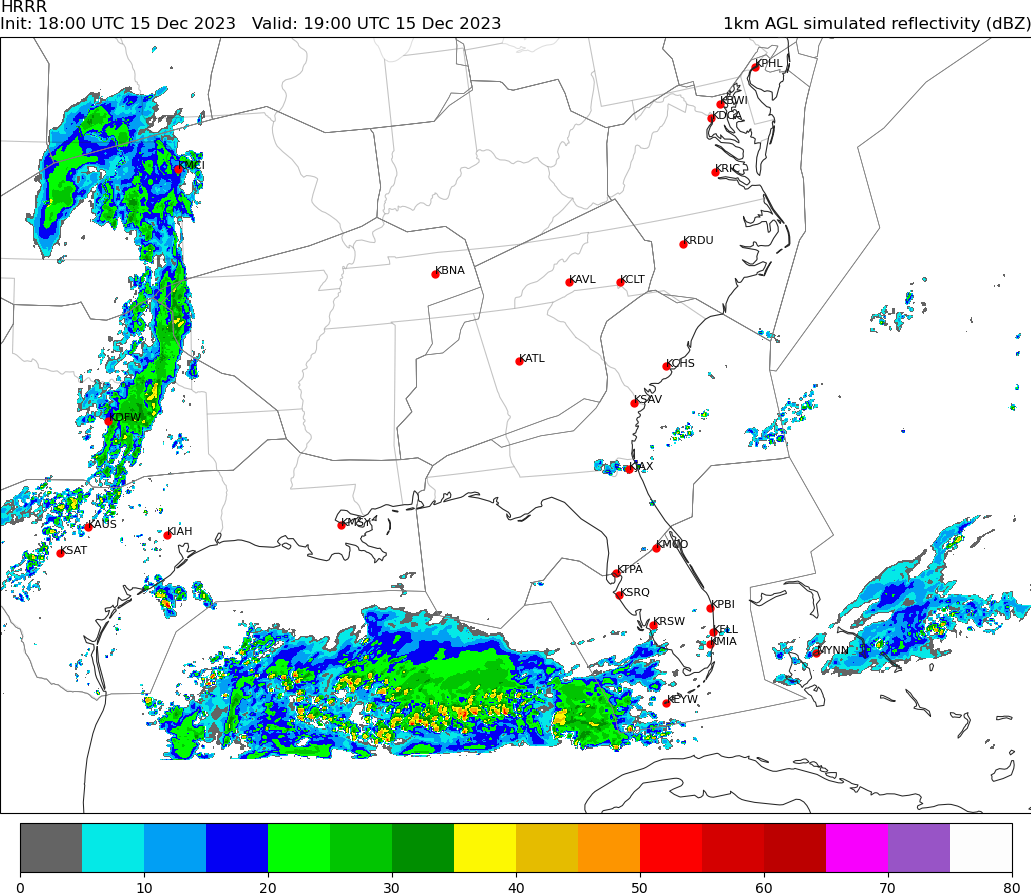 HRRR
Init: 18:00 UTC 15 Dec 2023 Valid: 19:00 UTC 15 Dec 2023 1km AGL simulated reflectivity (dBZ)
KPHL
KBWI
KDCA
KMCI
KRIC
KRDU
KBNA
KAVL KCLT
KATL
KCHS
KSAV
KDFW
KJAX
KAUS KMSY
KIAH
KSAT KMCO
KTPA
KSRQ
KPBI
KRSW
KFLL
KMIA
MYNN
KEYW
0 10 20 30 40 50 60 70 80